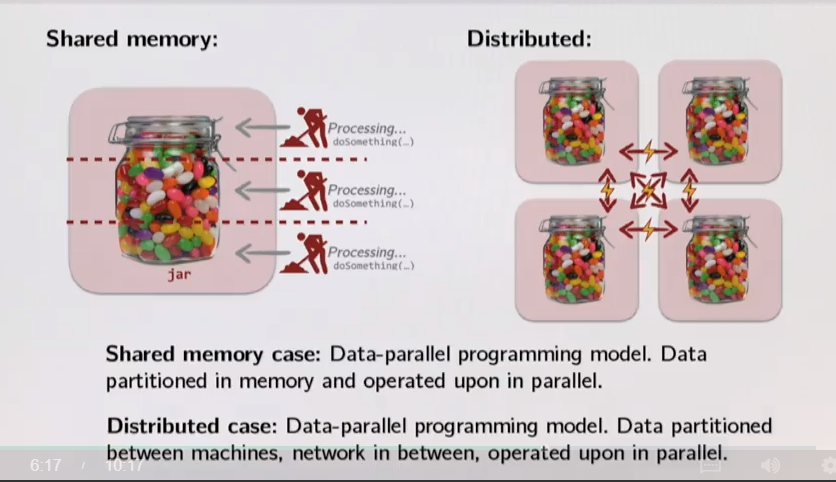 Shared memory:
Distributed:
Processing...
doSomething(…)
Processing...
doSomething(…)
Processing...
doSomething(…)
jar
Shared memory case: Data-parallel programming model. Data
partitioned in memory and operated upon in parallel.
Distributed case: Data-parallel programming model. Data partitioned
between machines, network in between, operated upon in parallel.
6:17 / 10:17